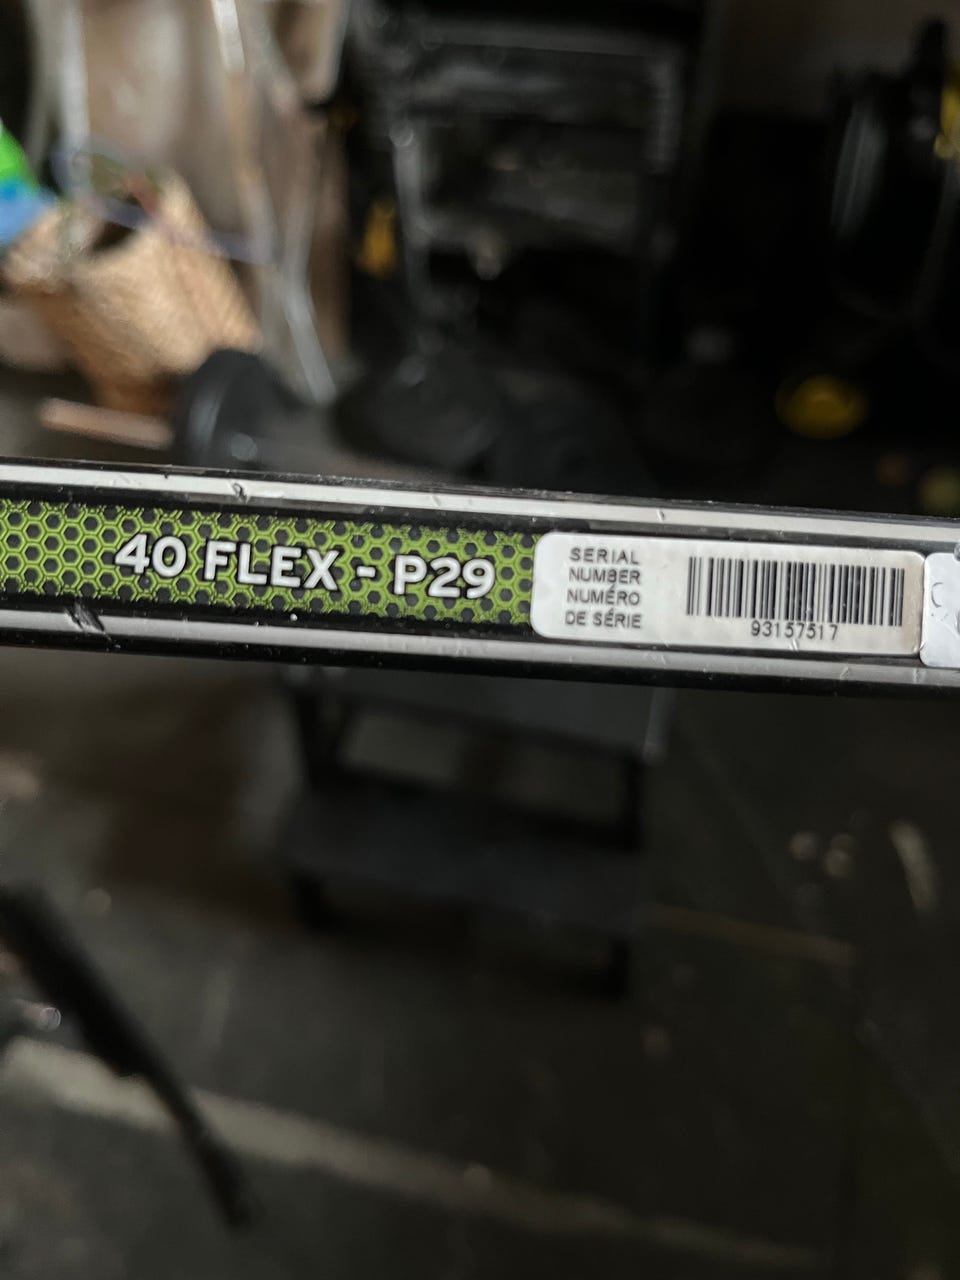 40 FLEX - P29
SERIAL
NUMBER
NUMÉRO
DE SÉRIE
93157517